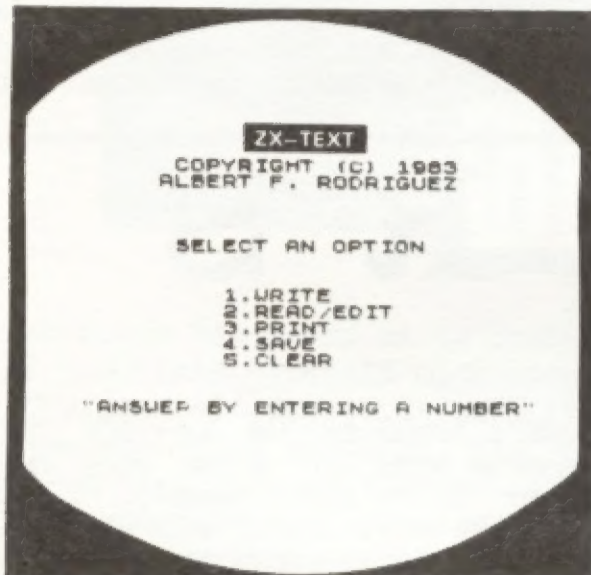 ZX-TEXT
COPYRIGHT (C) 1983
ALBERT F. RODRIGUEZ
SELECT AN OPTION
1.WRITE
2.READ/EDIT
3.PRINT
4.SAVE
5.CLEAR
"ANSWER BY ENTERING A NUMBER"